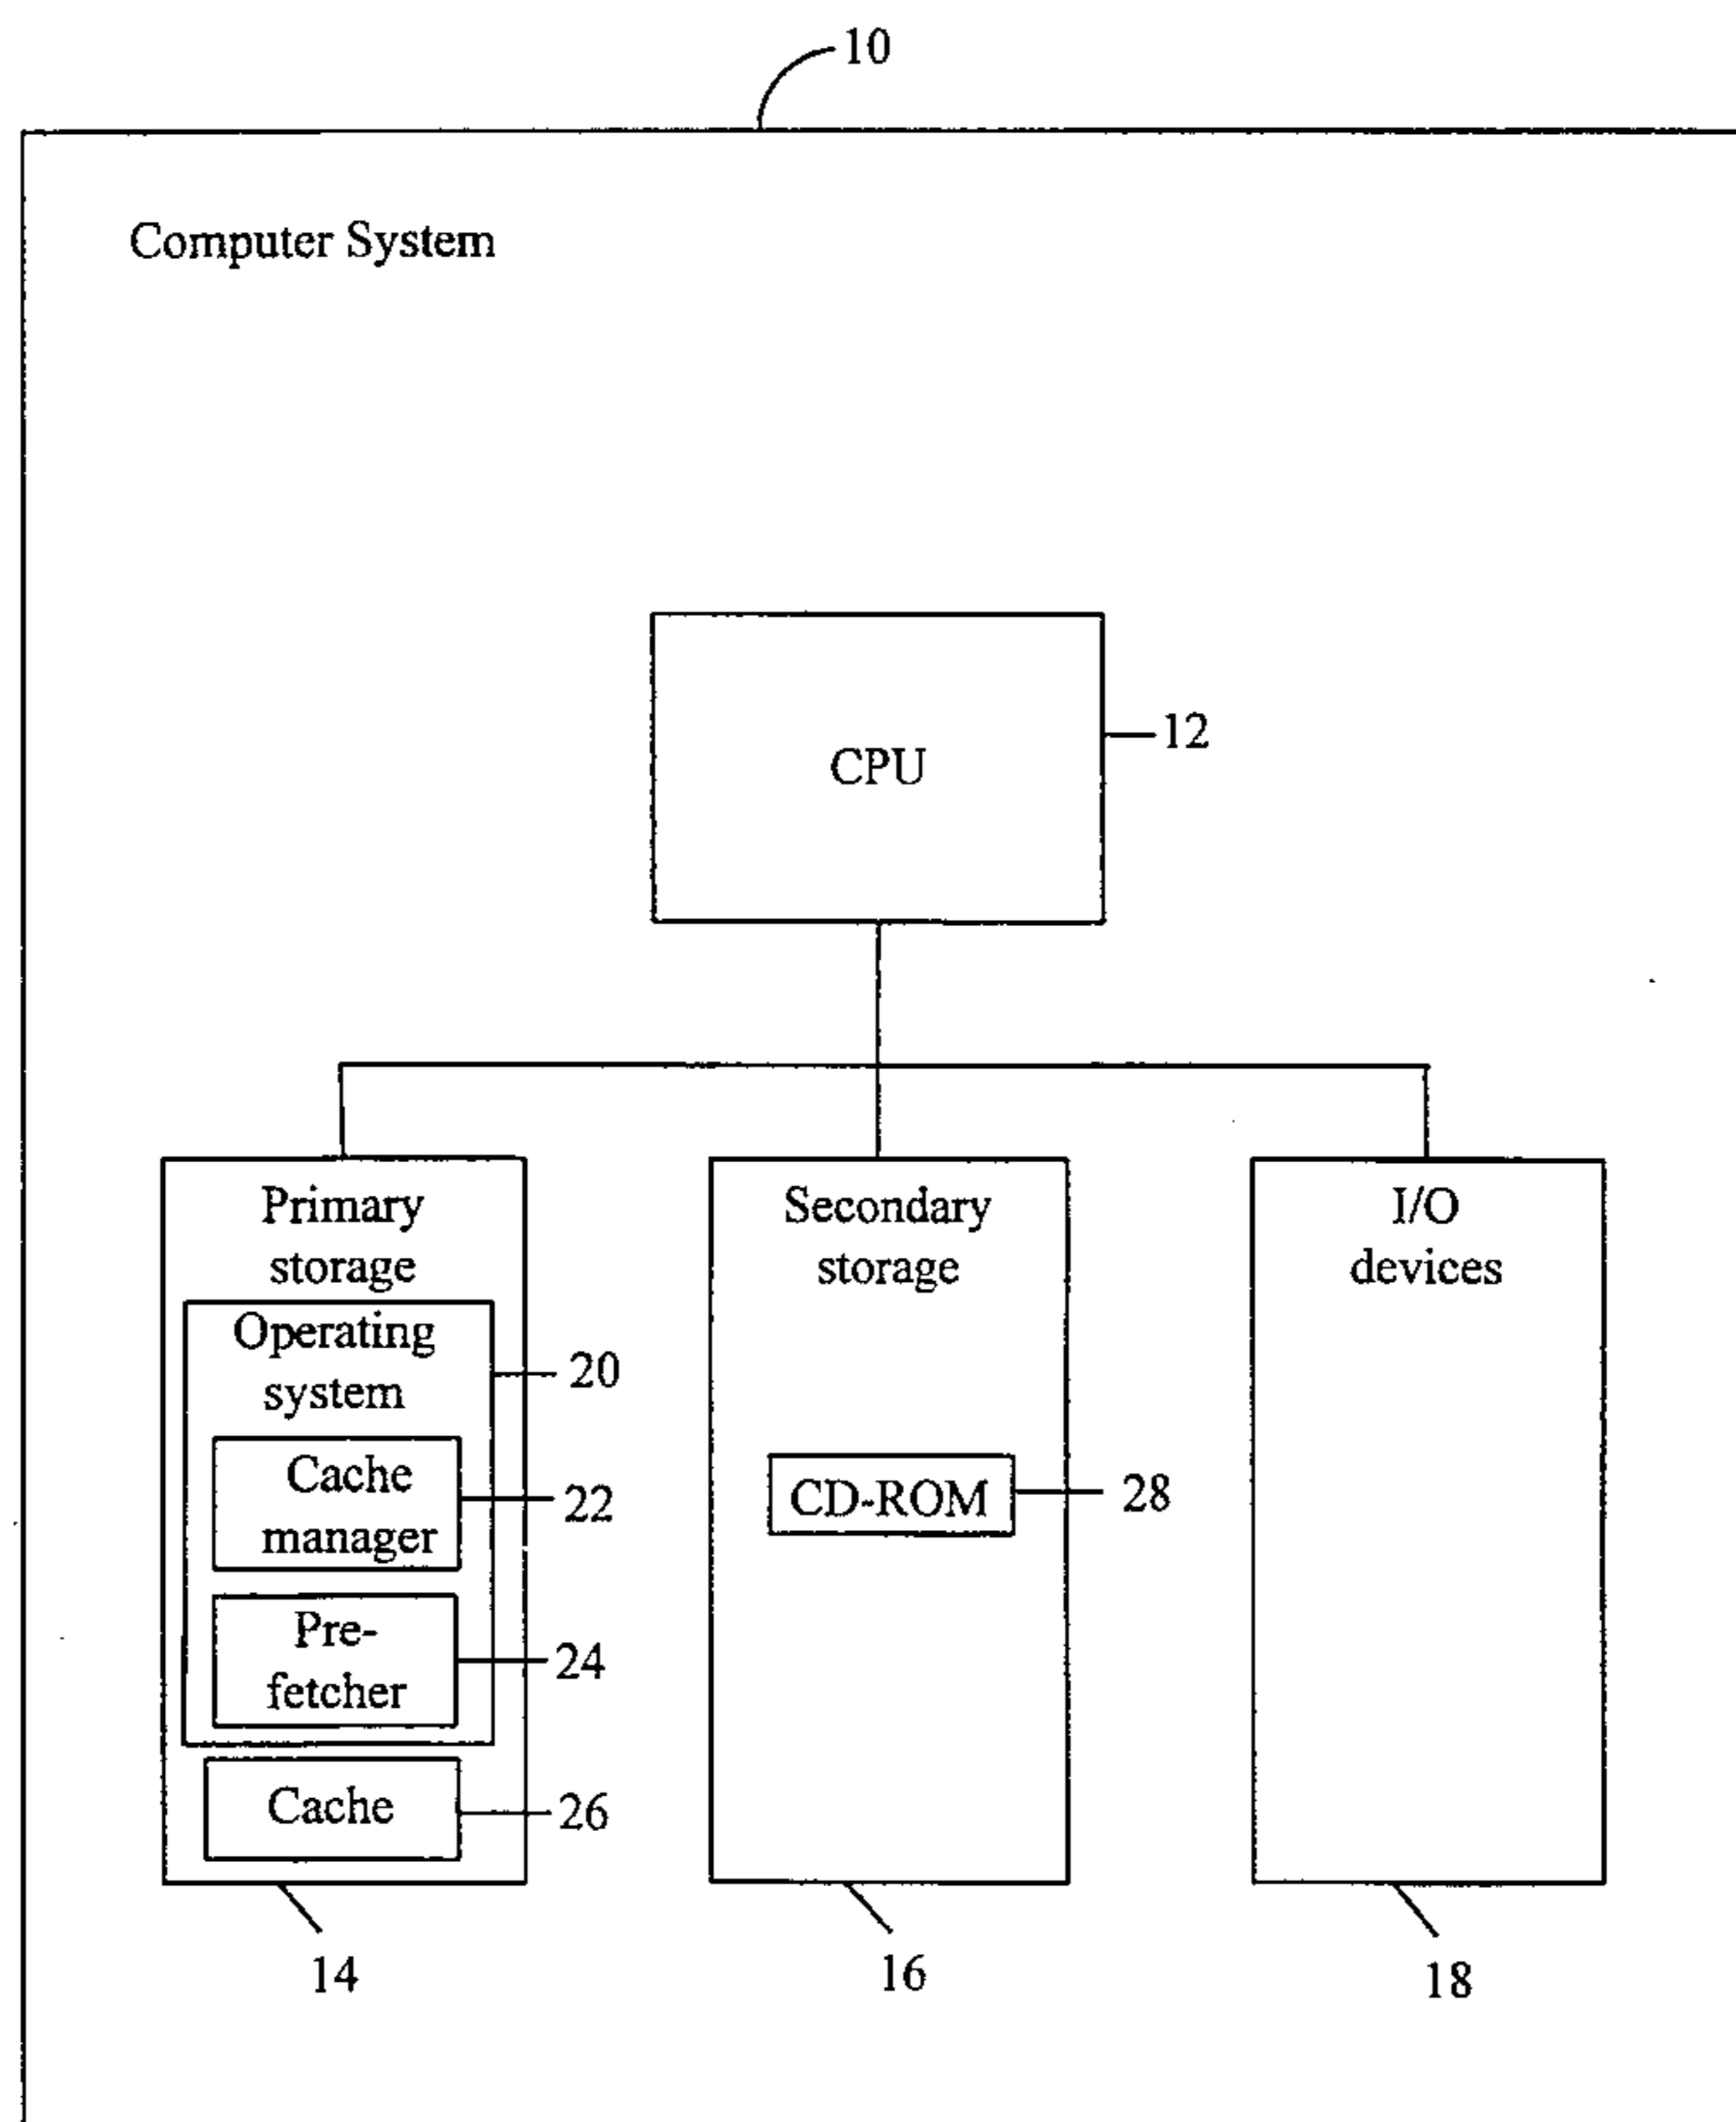 10
Computer System
CPU
12
Primary
storage
Operating
system
20
Cache
manager
22
Pre-
fetcher
24
Cache
26
14
Secondary
storage
CD-ROM
28
16
I/O
devices
18